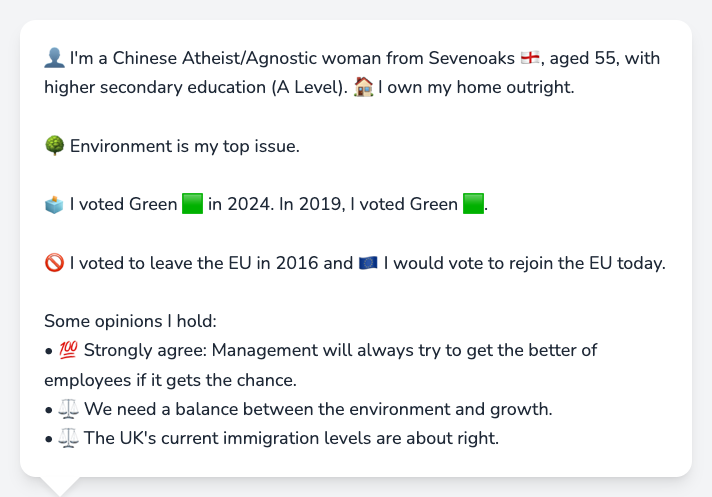 👤 I'm a Chinese Atheist/Agnostic woman from Sevenoaks 🏴󠁧󠁢󠁥󠁮󠁧󠁿, aged 55, with
higher secondary education (A Level). 🏠 I own my home outright.
🌳 Environment is my top issue.
🗳️ I voted Green 🟩 in 2024. In 2019, I voted Green 🟩.
🚫 I voted to leave the EU in 2016 and 🇪🇺 I would vote to rejoin the EU today.
Some opinions I hold:
• 💯 Strongly agree: Management will always try to get the better of
employees if it gets the chance.
• ⚖️ We need a balance between the environment and growth.
• ⚖️ The UK's current immigration levels are about right.